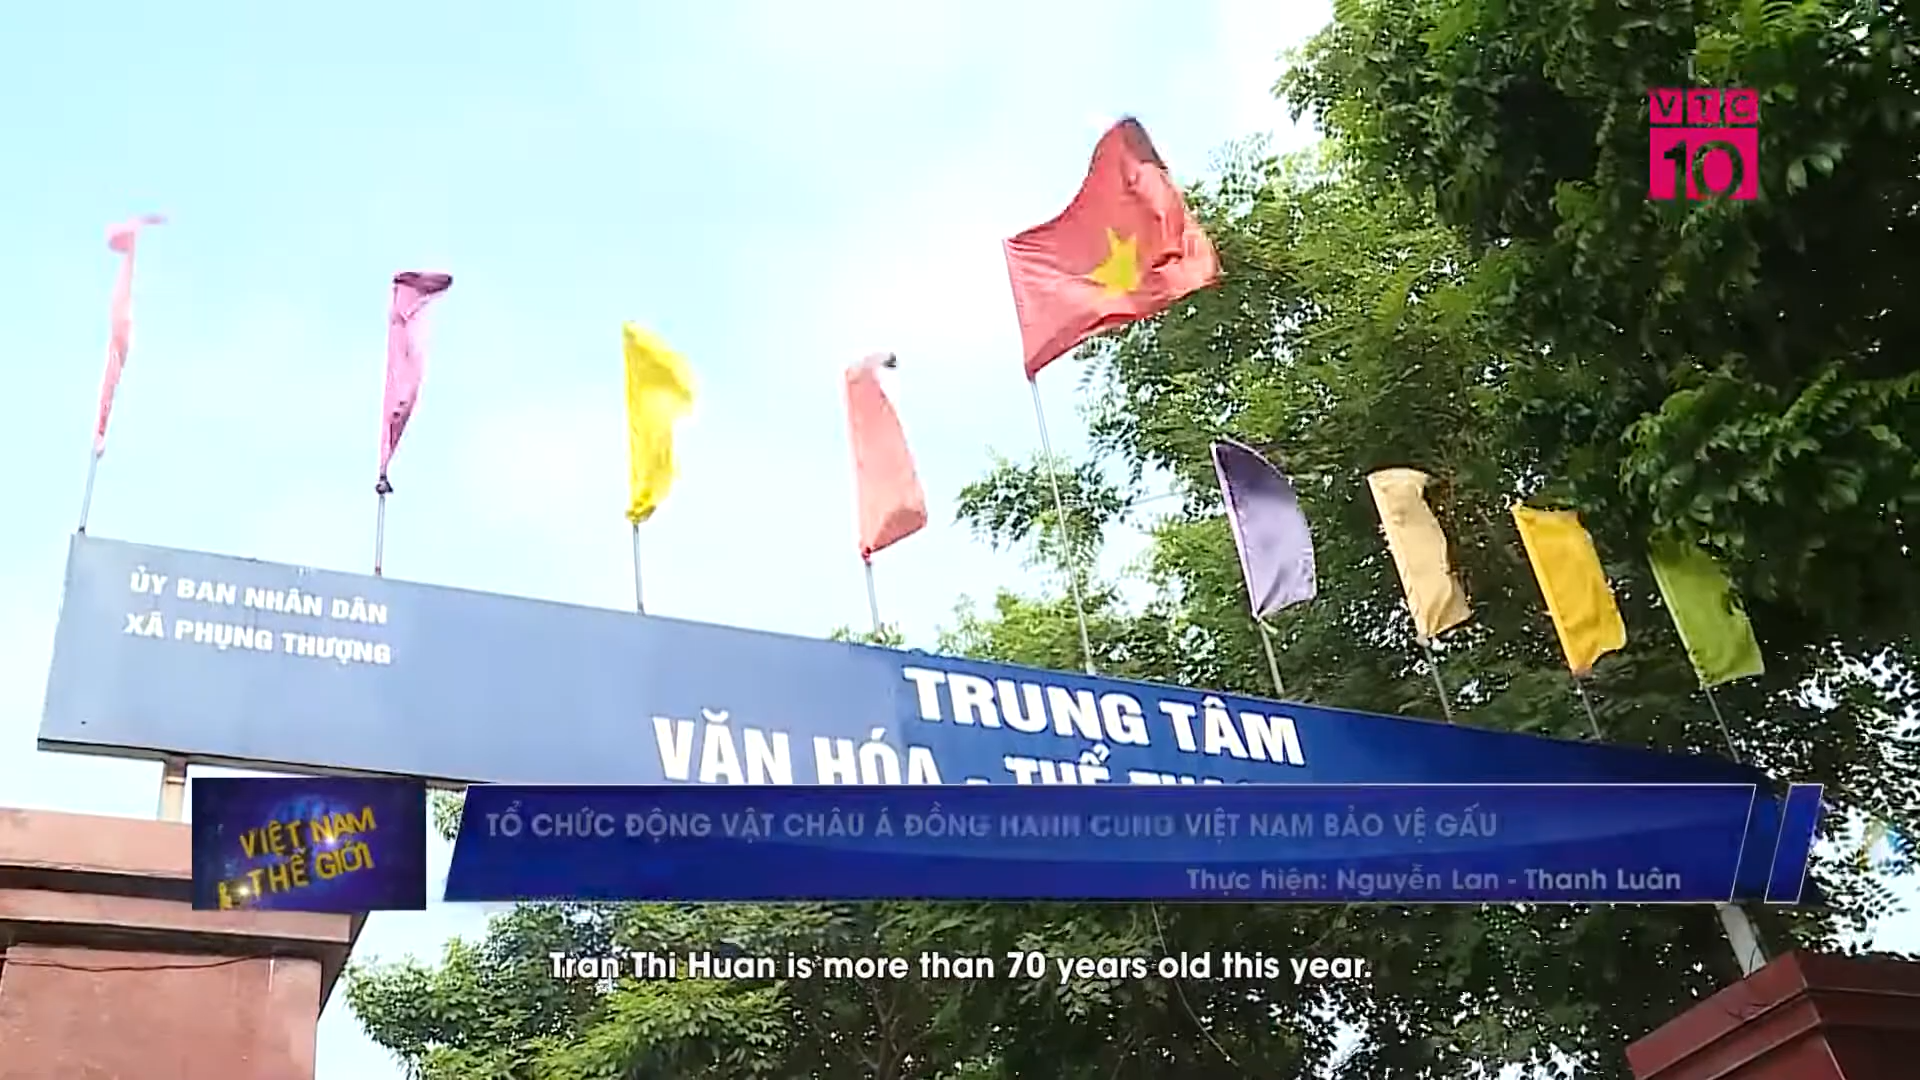 VTC
10
ỦY BAN NHÂN DÂN
XÃ PHỤNG THƯỢNG
TRUNG TÂM
VĂN HÓA - THỂ
VIỆT NAM
& THẾ GIỚI
TỔ CHỨC ĐỘNG VẬT CHÂU Á ĐỒNG HÀNH CÙNG VIỆT NAM BẢO VỆ GẤU
Thực hiện: Nguyễn Lan - Thanh Luân
Tran Thi Huan is more than 70 years old this year.